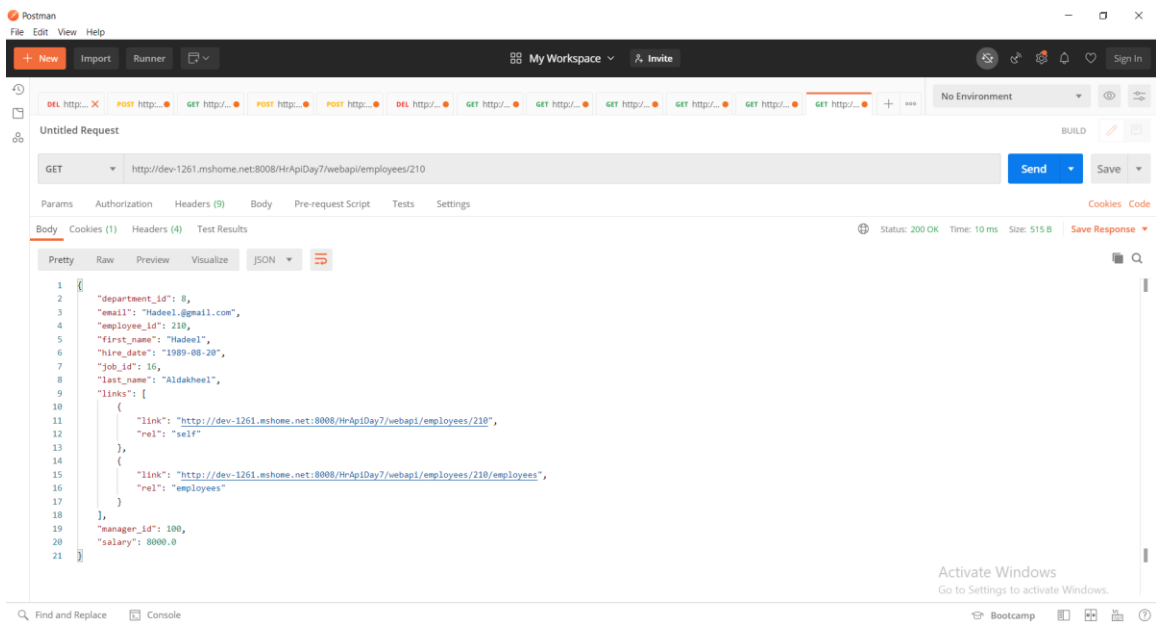 Postman
File Edit View Help
+ New Import Runner My Workspace Invite Sign In
DEL http:... X POST http:... GET http:/... POST http:... POST http:... DEL http:/... GET http:/... GET http:/... GET http:/... GET http:/... GET http:/... GET http:/... + ooo No Environment
Untitled Request BUILD
GET http://dev-1261.mshome.net:8008/HrApiDay7/webapi/employees/210 Send Save
Params Authorization Headers (9) Body Pre-request Script Tests Settings Cookies Code
Body Cookies (1) Headers (4) Test Results Status: 200 OK Time: 10 ms Size: 515 B Save Response
Pretty Raw Preview Visualize JSON
1 {
2 "department_id": 8,
3 "email": "Hadeel.@gmail.com",
4 "employee_id": 210,
5 "first_name": "Hadeel",
6 "hire_date": "1989-08-20",
7 "job_id": 16,
8 "last_name": "Aldakheel",
9 "links": [
10 {
11 "link": "http://dev-1261.mshome.net:8008/HrApiDay7/webapi/employees/210",
12 "rel": "self"
13 },
14 {
15 "link": "http://dev-1261.mshome.net:8008/HrApiDay7/webapi/employees/210/employees",
16 "rel": "employees"
17 }
18 ],
19 "manager_id": 100,
20 "salary": 8000.0
21 }
Activate Windows
Go to Settings to activate Windows.
Find and Replace Console Bootcamp